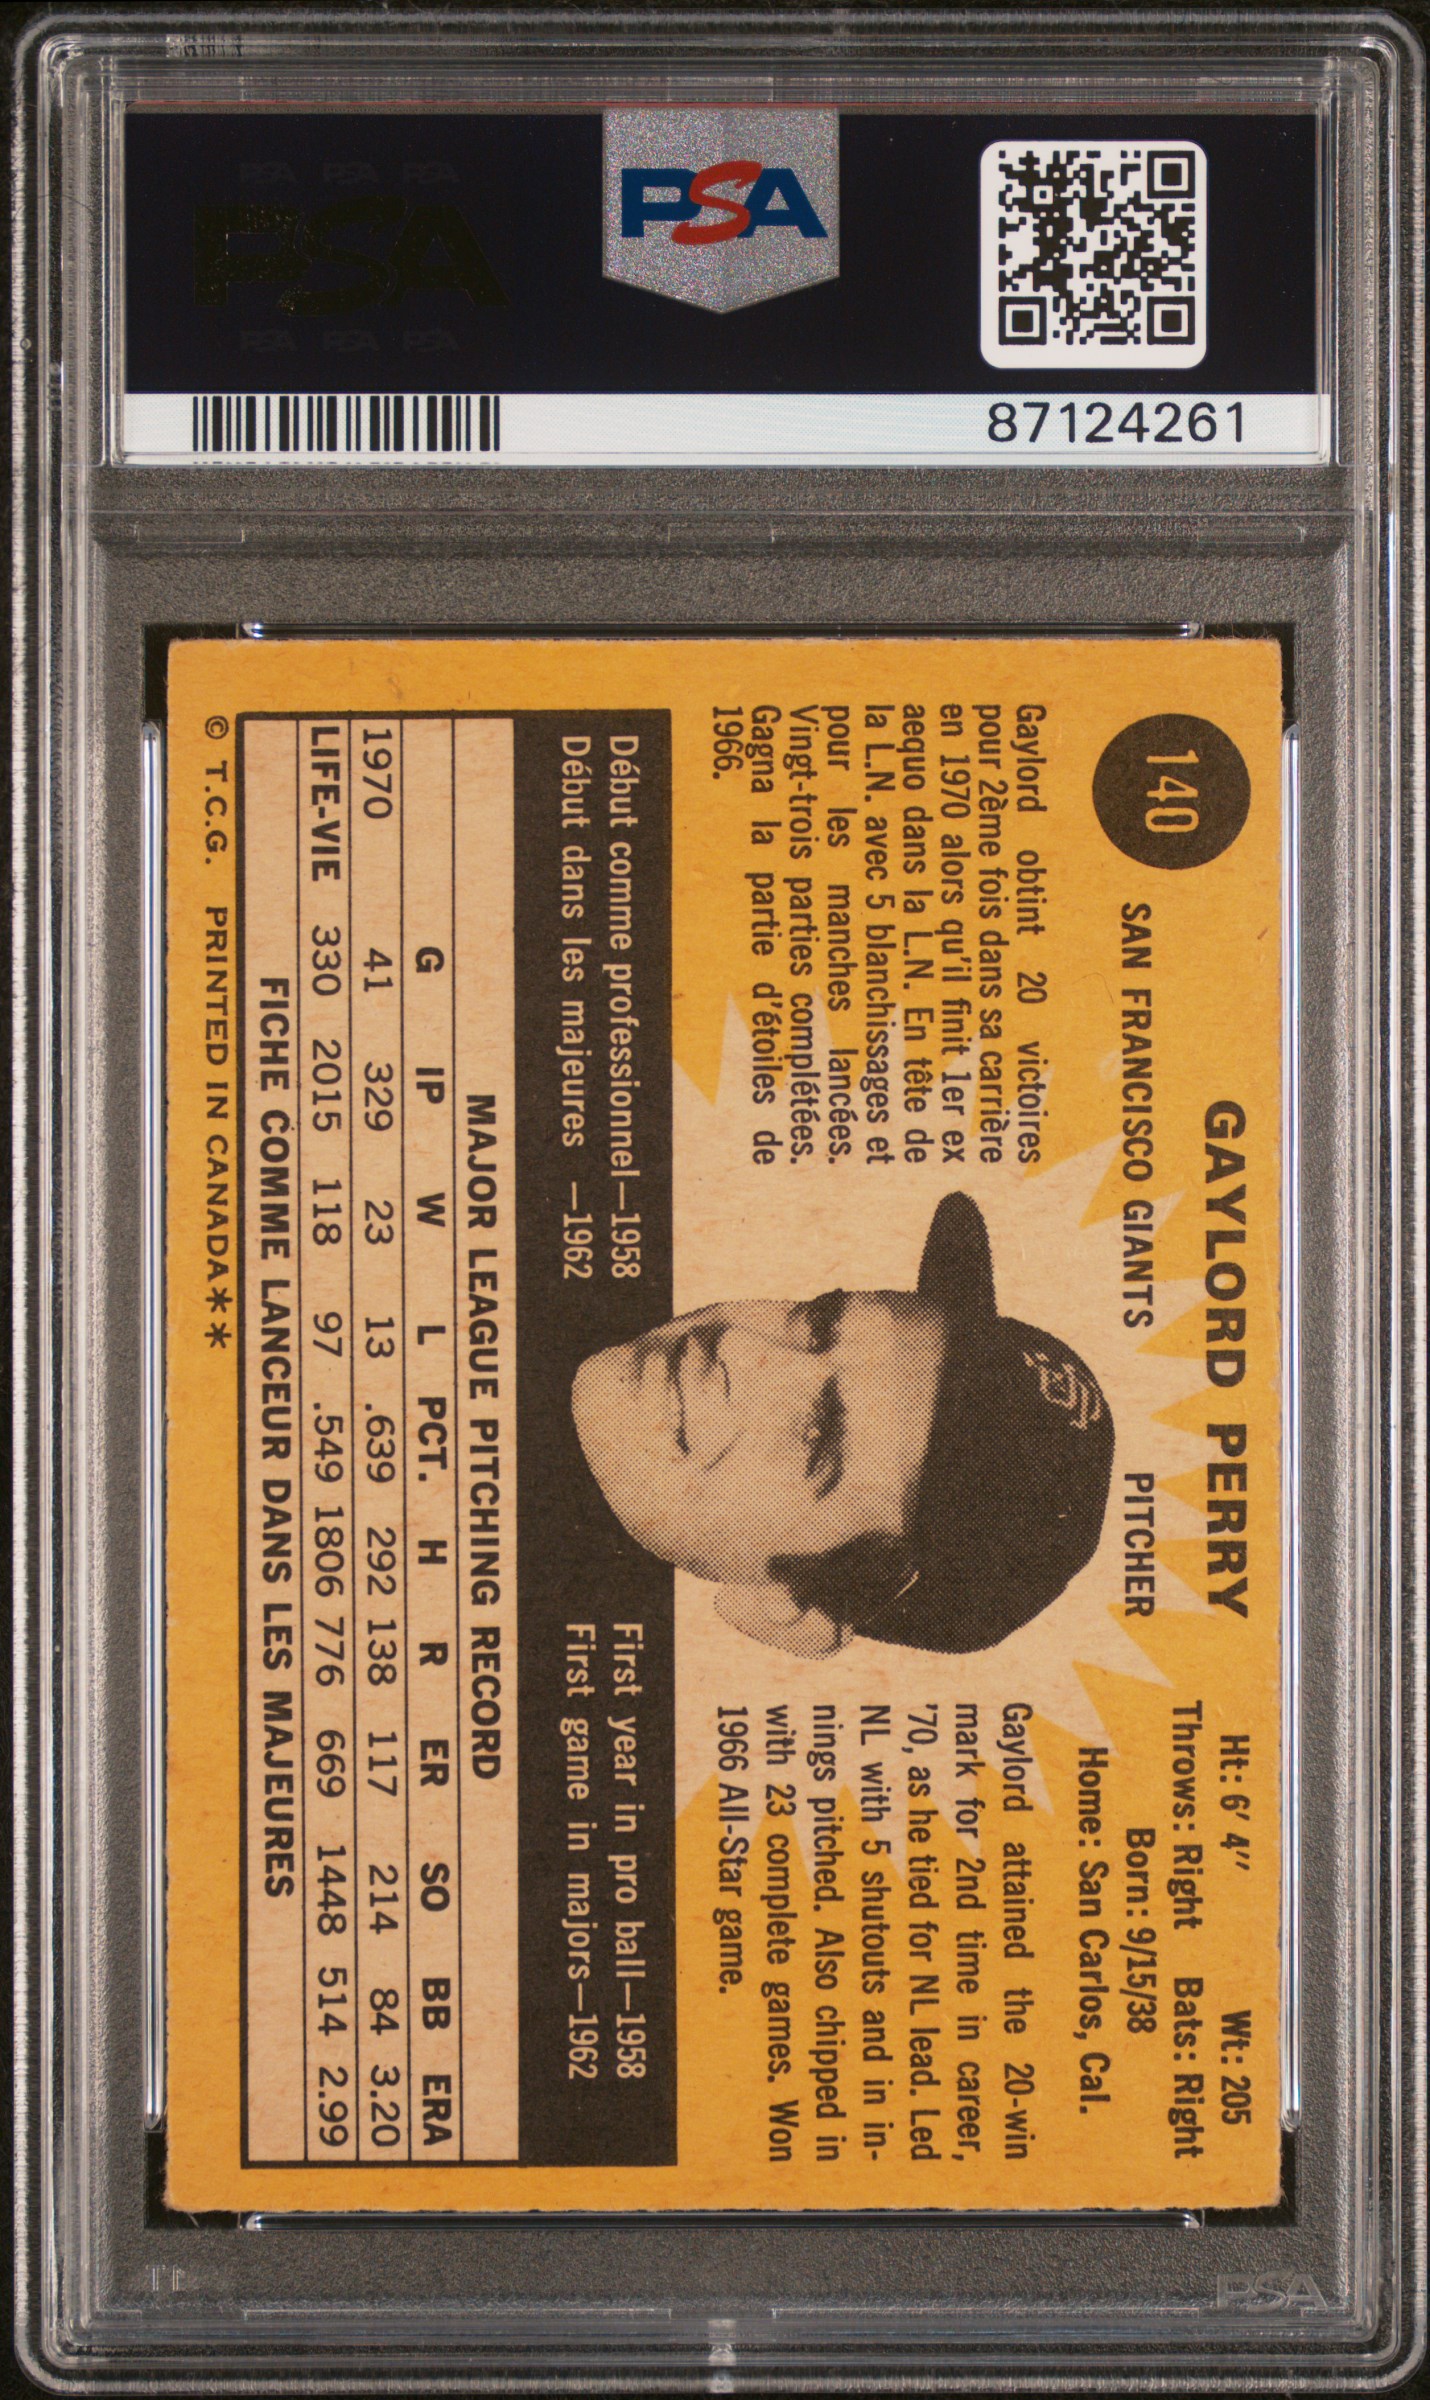 PSA PSA PSA
PSA
PSA PSA PSA
PSA
87124261
140
GAYLORD PERRY
SAN FRANCISCO GIANTS PITCHER
Ht: 6' 4" Wt: 205
Throws: Right Bats: Right
Born: 9/15/38
Home: San Carlos, Cal.
Gaylord obtint 20 victoires
pour 2ème fois dans sa carrière
en 1970 alors qu'il finit 1er ex
aequo dans la L.N. En tête de
la L.N. avec 5 blanchissages et
pour les manches lancées.
Vingt-trois parties complétées.
Gagna la partie d'étoiles de
1966.
SF
Gaylord attained the 20-win
mark for 2nd time in career,
'70, as he tied for NL lead. Led
NL with 5 shutouts and in in-
nings pitched. Also chipped in
with 23 complete games. Won
1966 All-Star game.
Début comme professionnel—1958
Début dans les majeures —1962
First year in pro ball—1958
First game in majors—1962
MAJOR LEAGUE PITCHING RECORD
G IP W L PCT. H R ER SO BB ERA
1970 41 329 23 13 .639 292 138 117 214 84 3.20
LIFE-VIE 330 2015 118 97 .549 1806 776 669 1448 514 2.99
FICHE COMME LANCEUR DANS LES MAJEURES
© T.C.G. PRINTED IN CANADA**
PSA